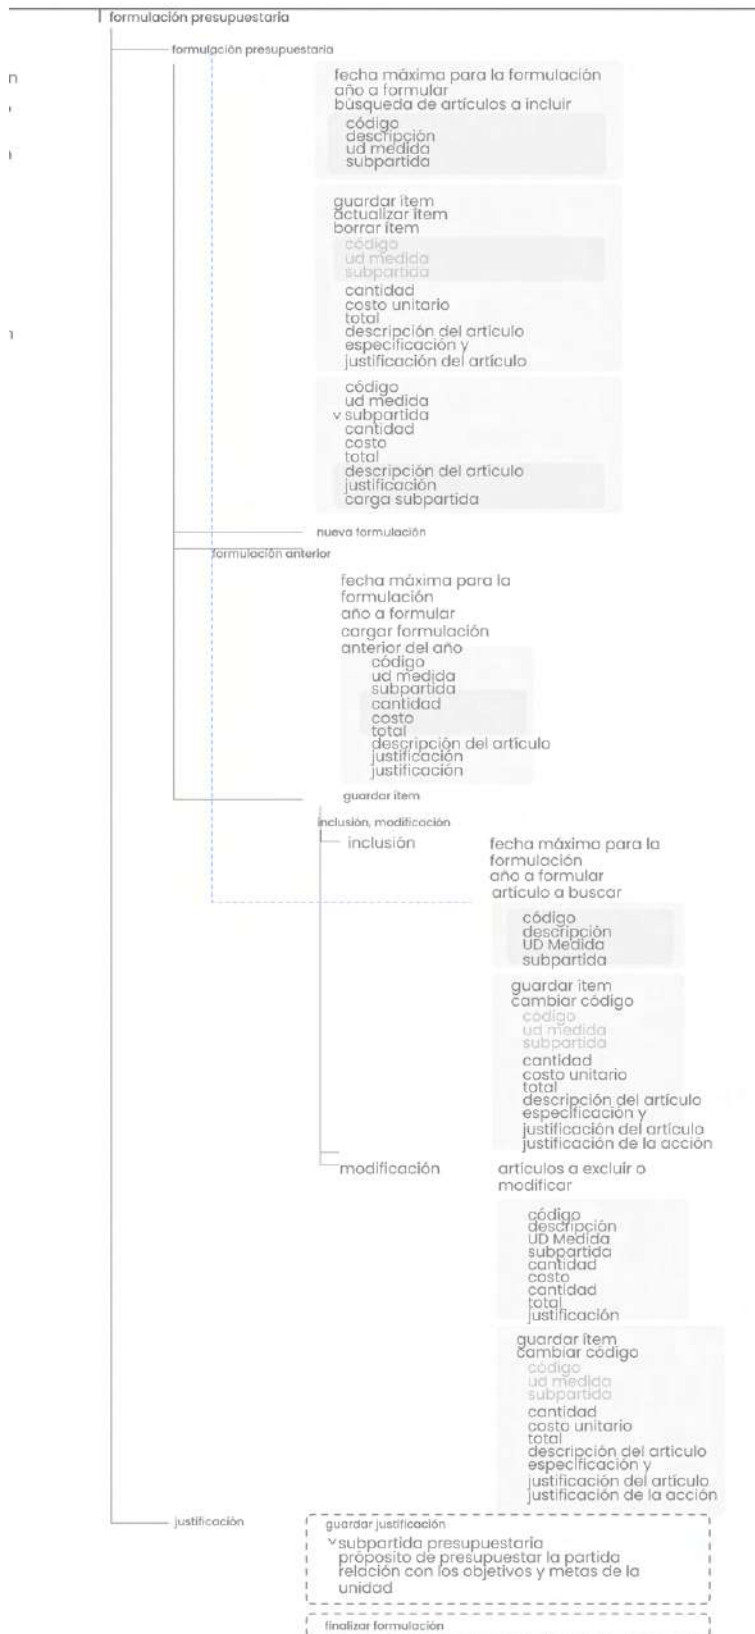 formulación presupuestaria
formulación presupuestaria
fecha máxima para la formulación
año a formular
búsqueda de artículos a incluir
código
descripción
ud medida
subpartida
guardar ítem
actualizar ítem
borrar ítem
código
ud medida
subpartida
cantidad
costo unitario
total
descripción del artículo
especificación y
justificación del artículo
código
ud medida
subpartida
cantidad
costo
total
descripción del artículo
justificación
carga subpartida
nueva formulación
formulación anterior
fecha máxima para la
formulación
año a formular
cargar formulación
anterior del año
código
ud medida
subpartida
cantidad
costo
total
descripción del artículo
justificación
justificación
guardar ítem
inclusión, modificación
inclusión
fecha máxima para la
formulación
año a formular
artículo a buscar
código
descripción
UD Medida
subpartida
guardar ítem
cambiar código
código
ud medida
subpartida
cantidad
costo unitario
total
descripción del artículo
especificación y
justificación del artículo
justificación de la acción
modificación
artículos a excluir o
modificar
código
descripción
UD Medida
subpartida
cantidad
costo
cantidad
total
justificación
guardar ítem
cambiar código
código
ud medida
subpartida
cantidad
costo unitario
total
descripción del artículo
especificación y
justificación del artículo
justificación de la acción
justificación
guardar justificación
subpartida presupuestaria
própósito de presupuestar la partida
relación con los objetivos y metas de la
unidad
finalizar formulación